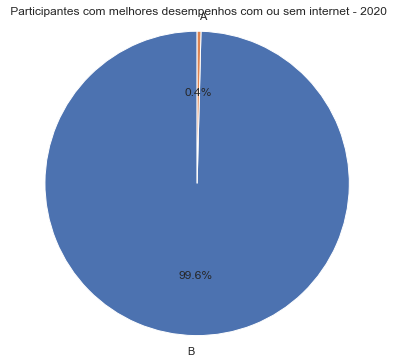 Participantes com melhores desempenhos com ou sem internet - 2020
A
0.4%
99.6%
B